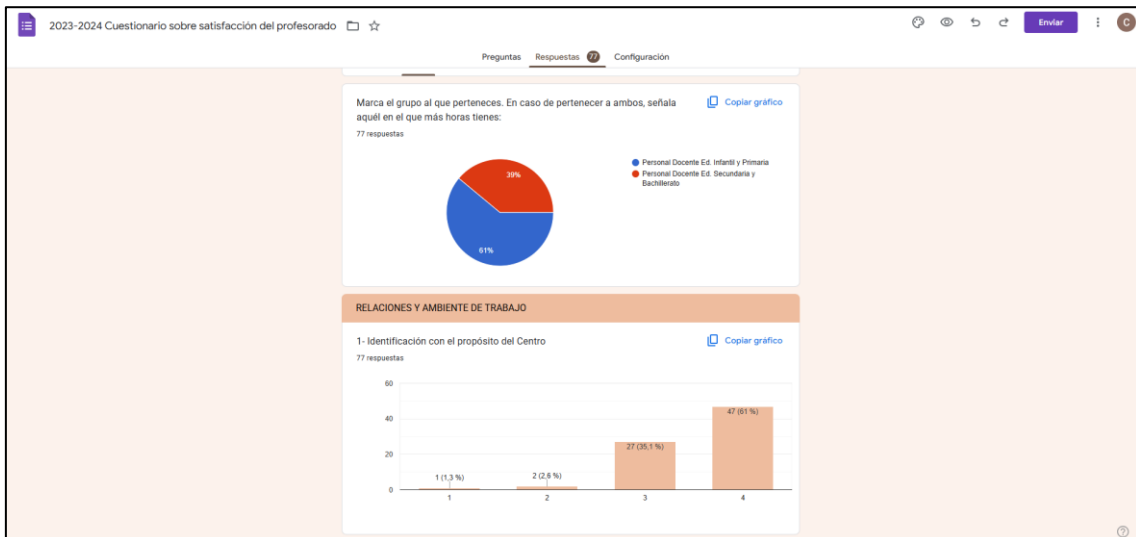 2023-2024 Cuestionario sobre satisfacción del profesorado
Enviar
C
Preguntas
Respuestas 77
Configuración
Marca el grupo al que perteneces. En caso de pertenecer a ambos, señala
aquél en el que más horas tienes:
Copiar gráfico
77 respuestas
Personal Docente Ed. Infantil y Primaria
Personal Docente Ed. Secundaria y
Bachillerato
39%
61%
RELACIONES Y AMBIENTE DE TRABAJO
1- Identificación con el propósito del Centro
Copiar gráfico
77 respuestas
60
40
20
0
1 (1,3 %)
2 (2,6 %)
27 (35,1 %)
47 (61 %)
1
2
3
4